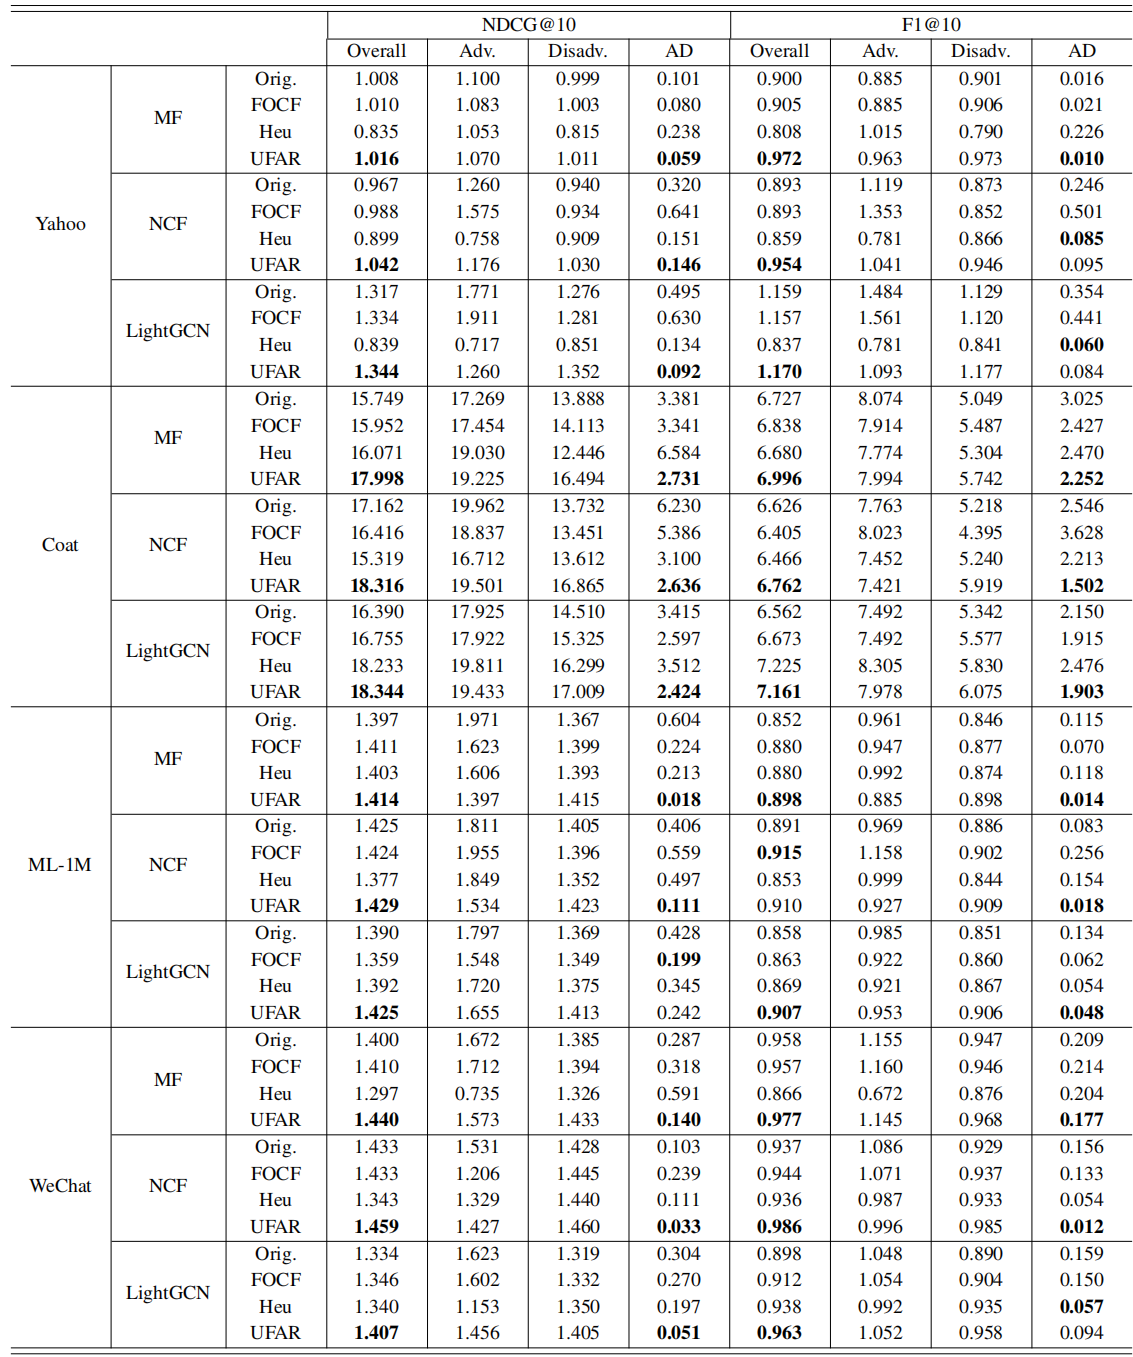 NDCG@10 F1@10
Overall Adv. Disadv. AD Overall Adv. Disadv. AD
Orig. 1.008 1.100 0.999 0.101 0.900 0.885 0.901 0.016
FOCF 1.010 1.083 1.003 0.080 0.905 0.885 0.906 0.021
MF
Heu 0.835 1.053 0.815 0.238 0.808 1.015 0.790 0.226
UFAR 1.016 1.070 1.011 0.059 0.972 0.963 0.973 0.010
Orig. 0.967 1.260 0.940 0.320 0.893 1.119 0.873 0.246
FOCF 0.988 1.575 0.934 0.641 0.893 1.353 0.852 0.501
Yahoo NCF
Heu 0.899 0.758 0.909 0.151 0.859 0.781 0.866 0.085
UFAR 1.042 1.176 1.030 0.146 0.954 1.041 0.946 0.095
Orig. 1.317 1.771 1.276 0.495 1.159 1.484 1.129 0.354
FOCF 1.334 1.911 1.281 0.630 1.157 1.561 1.120 0.441
LightGCN
Heu 0.839 0.717 0.851 0.134 0.837 0.781 0.841 0.060
UFAR 1.344 1.260 1.352 0.092 1.170 1.093 1.177 0.084
Orig. 15.749 17.269 13.888 3.381 6.727 8.074 5.049 3.025
FOCF 15.952 17.454 14.113 3.341 6.838 7.914 5.487 2.427
MF
Heu 16.071 19.030 12.446 6.584 6.680 7.774 5.304 2.470
UFAR 17.998 19.225 16.494 2.731 6.996 7.994 5.742 2.252
Orig. 17.162 19.962 13.732 6.230 6.626 7.763 5.218 2.546
FOCF 16.416 18.837 13.451 5.386 6.405 8.023 4.395 3.628
Coat NCF
Heu 15.319 16.712 13.612 3.100 6.466 7.452 5.240 2.213
UFAR 18.316 19.501 16.865 2.636 6.762 7.421 5.919 1.502
Orig. 16.390 17.925 14.510 3.415 6.562 7.492 5.342 2.150
FOCF 16.755 17.922 15.325 2.597 6.673 7.492 5.577 1.915
LightGCN
Heu 18.233 19.811 16.299 3.512 7.225 8.305 5.830 2.476
UFAR 18.344 19.433 17.009 2.424 7.161 7.978 6.075 1.903
Orig. 1.397 1.971 1.367 0.604 0.852 0.961 0.846 0.115
FOCF 1.411 1.623 1.399 0.224 0.880 0.947 0.877 0.070
MF
Heu 1.403 1.606 1.393 0.213 0.880 0.992 0.874 0.118
UFAR 1.414 1.397 1.415 0.018 0.898 0.885 0.898 0.014
Orig. 1.425 1.811 1.405 0.406 0.891 0.969 0.886 0.083
FOCF 1.424 1.955 1.396 0.559 0.915 1.158 0.902 0.256
ML-1M NCF
Heu 1.377 1.849 1.352 0.497 0.853 0.999 0.844 0.154
UFAR 1.429 1.534 1.423 0.111 0.910 0.927 0.909 0.018
Orig. 1.390 1.797 1.369 0.428 0.858 0.985 0.851 0.134
FOCF 1.359 1.548 1.349 0.199 0.863 0.922 0.860 0.062
LightGCN
Heu 1.392 1.720 1.375 0.345 0.869 0.921 0.867 0.054
UFAR 1.425 1.655 1.413 0.242 0.907 0.953 0.906 0.048
Orig. 1.400 1.672 1.385 0.287 0.958 1.155 0.947 0.209
FOCF 1.410 1.712 1.394 0.318 0.957 1.160 0.946 0.214
MF
Heu 1.297 0.735 1.326 0.591 0.866 0.672 0.876 0.204
UFAR 1.440 1.573 1.433 0.140 0.977 1.145 0.968 0.177
Orig. 1.433 1.531 1.428 0.103 0.937 1.086 0.929 0.156
FOCF 1.433 1.206 1.445 0.239 0.944 1.071 0.937 0.133
WeChat NCF
Heu 1.343 1.329 1.440 0.111 0.936 0.987 0.933 0.054
UFAR 1.459 1.427 1.460 0.033 0.986 0.996 0.985 0.012
Orig. 1.334 1.623 1.319 0.304 0.898 1.048 0.890 0.159
FOCF 1.346 1.602 1.332 0.270 0.912 1.054 0.904 0.150
LightGCN
Heu 1.340 1.153 1.350 0.197 0.938 0.992 0.935 0.057
UFAR 1.407 1.456 1.405 0.051 0.963 1.052 0.958 0.094